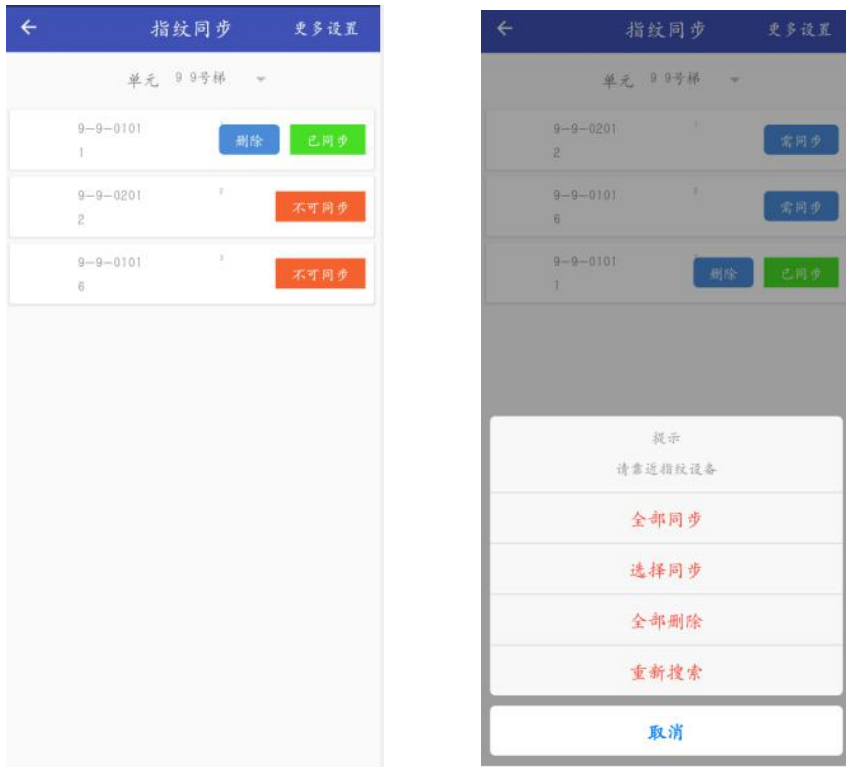 指纹同步 更多设置
单元 9 9号梯
9-9-0101
1
删除 已同步
9-9-0201 2
2
不可同步
9-9-0101 3
6
不可同步
指纹同步 更多设置
单元 9 9号梯
9-9-0201 1
2
需同步
9-9-0101
6
需同步
9-9-0101
1
删除 已同步
提示
请靠近指纹设备
全部同步
选择同步
全部删除
重新搜索
取消